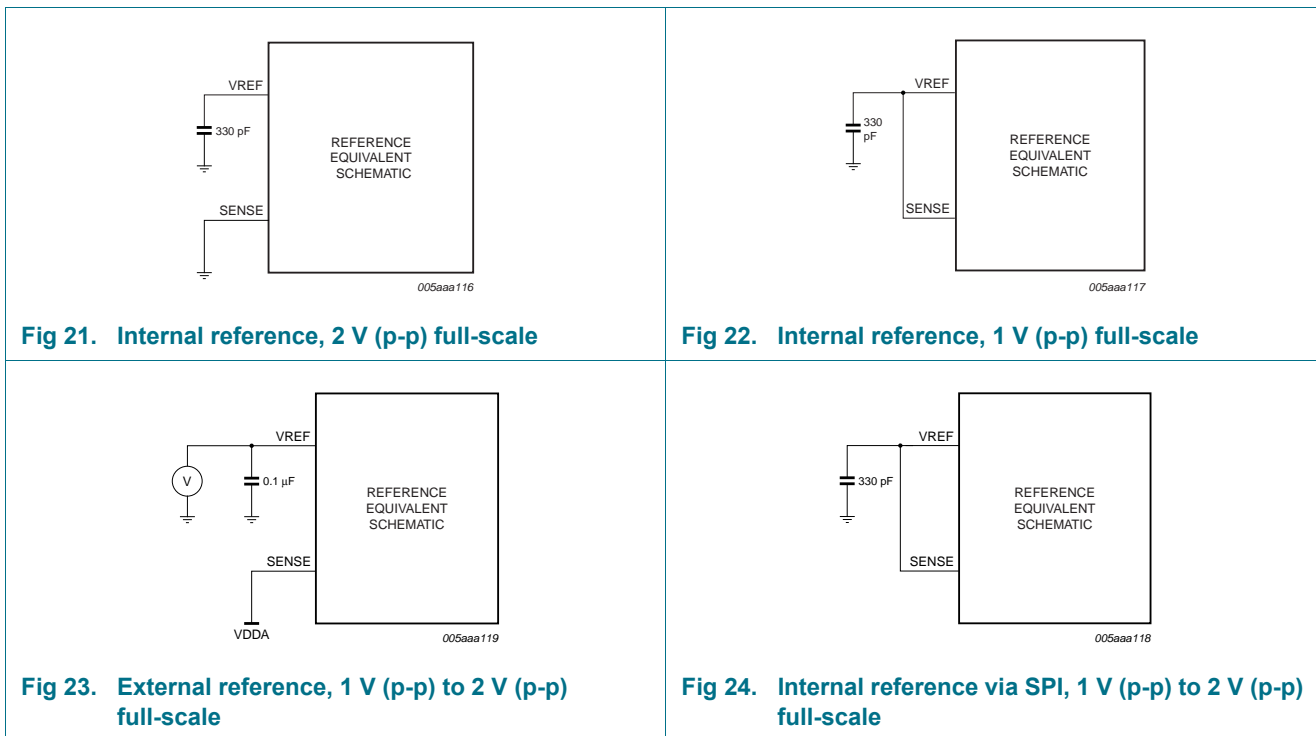 VREF
330 pF
REFERENCE
EQUIVALENT
SCHEMATIC
SENSE
005aaa116
Fig 21. Internal reference, 2 V (p-p) full-scale
VREF
330
pF
REFERENCE
EQUIVALENT
SCHEMATIC
SENSE
005aaa117
Fig 22. Internal reference, 1 V (p-p) full-scale
VREF
V
0.1 μF
REFERENCE
EQUIVALENT
SCHEMATIC
SENSE
VDDA
005aaa119
Fig 23. External reference, 1 V (p-p) to 2 V (p-p)
full-scale
VREF
330 pF
REFERENCE
EQUIVALENT
SCHEMATIC
SENSE
005aaa118
Fig 24. Internal reference via SPI, 1 V (p-p) to 2 V (p-p)
full-scale